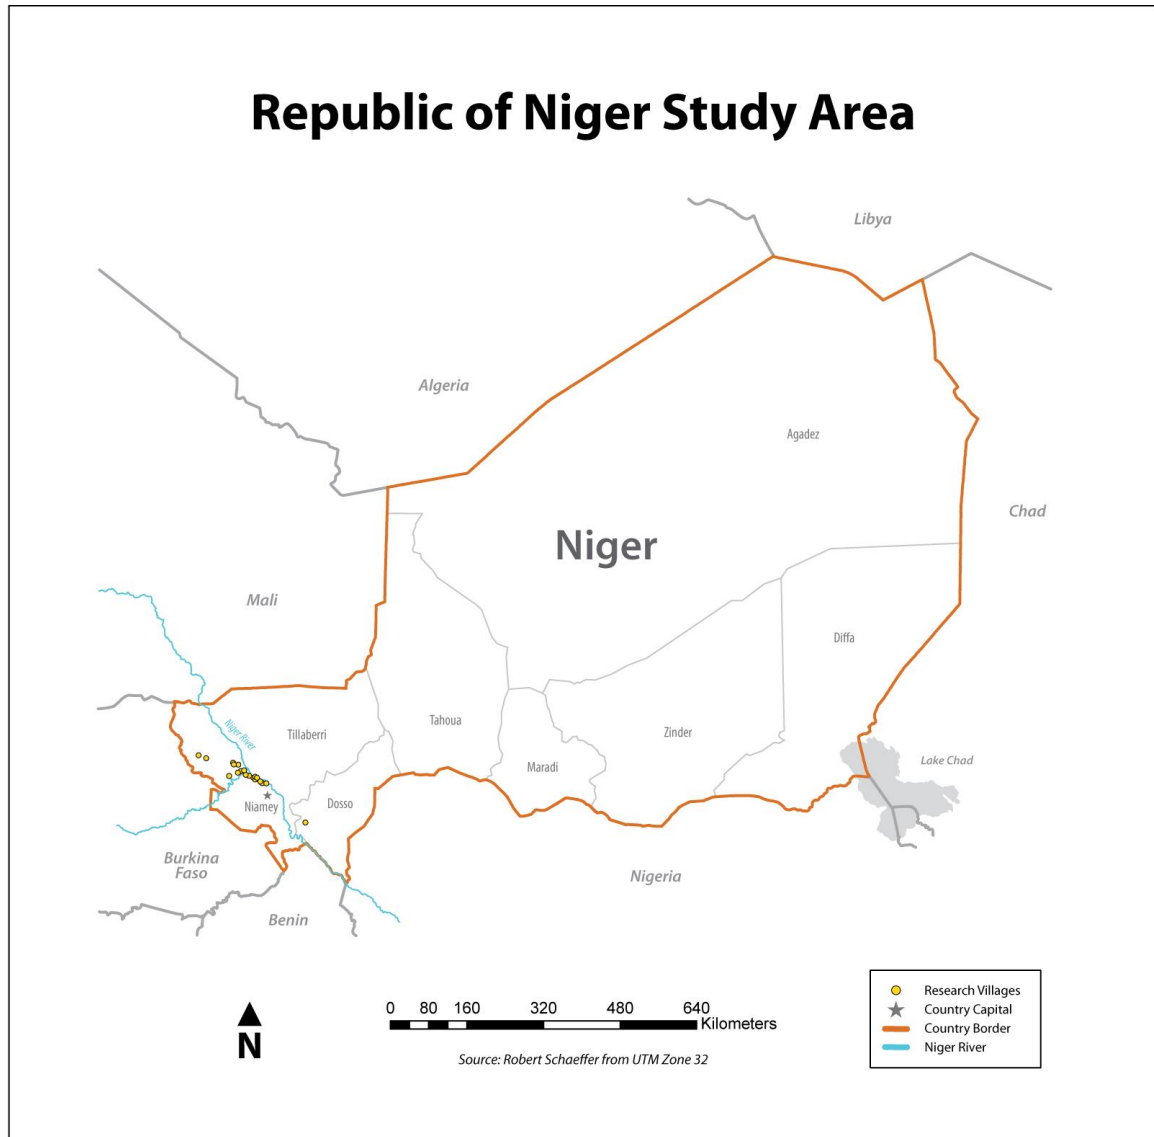 Republic of Niger Study Area
Libya
Algeria
Agadez
Chad
Niger
Mali
Diffa
Niger River
Tillaberri
Tahoua
Zinder
Maradi
Lake Chad
Niamey
Dosso
Burkina
Faso
Nigeria
Benin
N
0 80 160 320 480 640
Kilometers
Source: Robert Schaeffer from UTM Zone 32
Research Villages
Country Capital
Country Border
Niger River